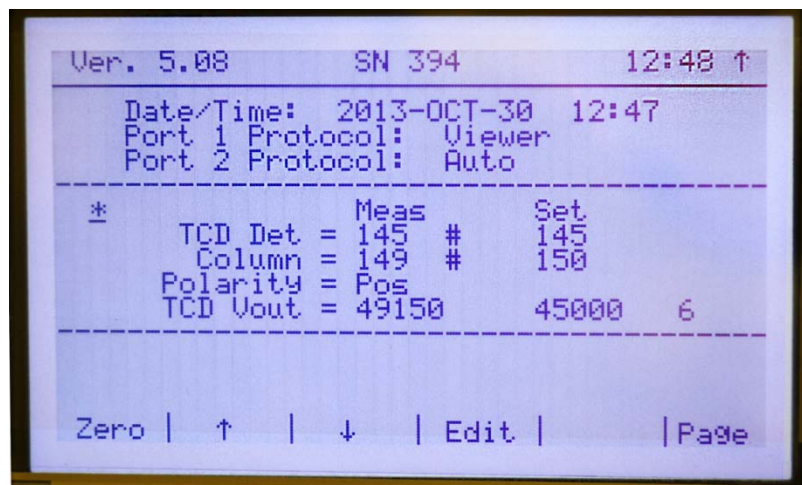 Ver. 5.08 SN 394 12:48 ↑
Date/Time: 2013-OCT-30 12:47
Port 1 Protocol: Viewer
Port 2 Protocol: Auto
* Meas Set
TCD Det = 145 # 145
Column = 149 # 150
Polarity = Pos
TCD Vout = 49150 45000 6
Zero | ↑ | ↓ | Edit | | Page